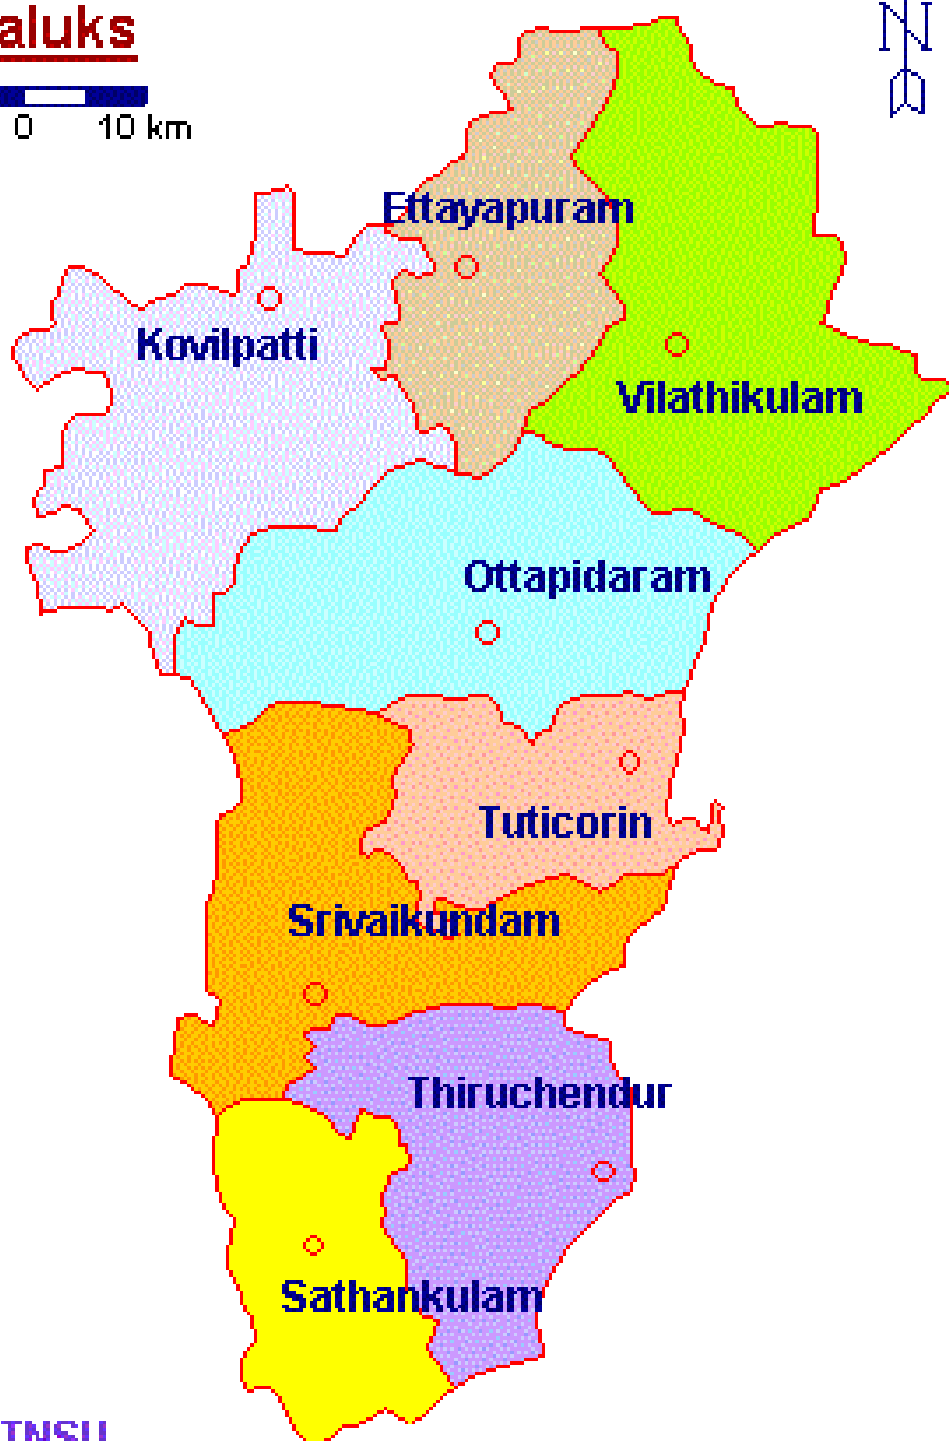 aluks
N
0 10 km
Ettayapuram
Kovilpatti
Vilathikulam
Ottapidaram
Tuticorin
Srivaikundam
Thiruchendur
Sathankulam